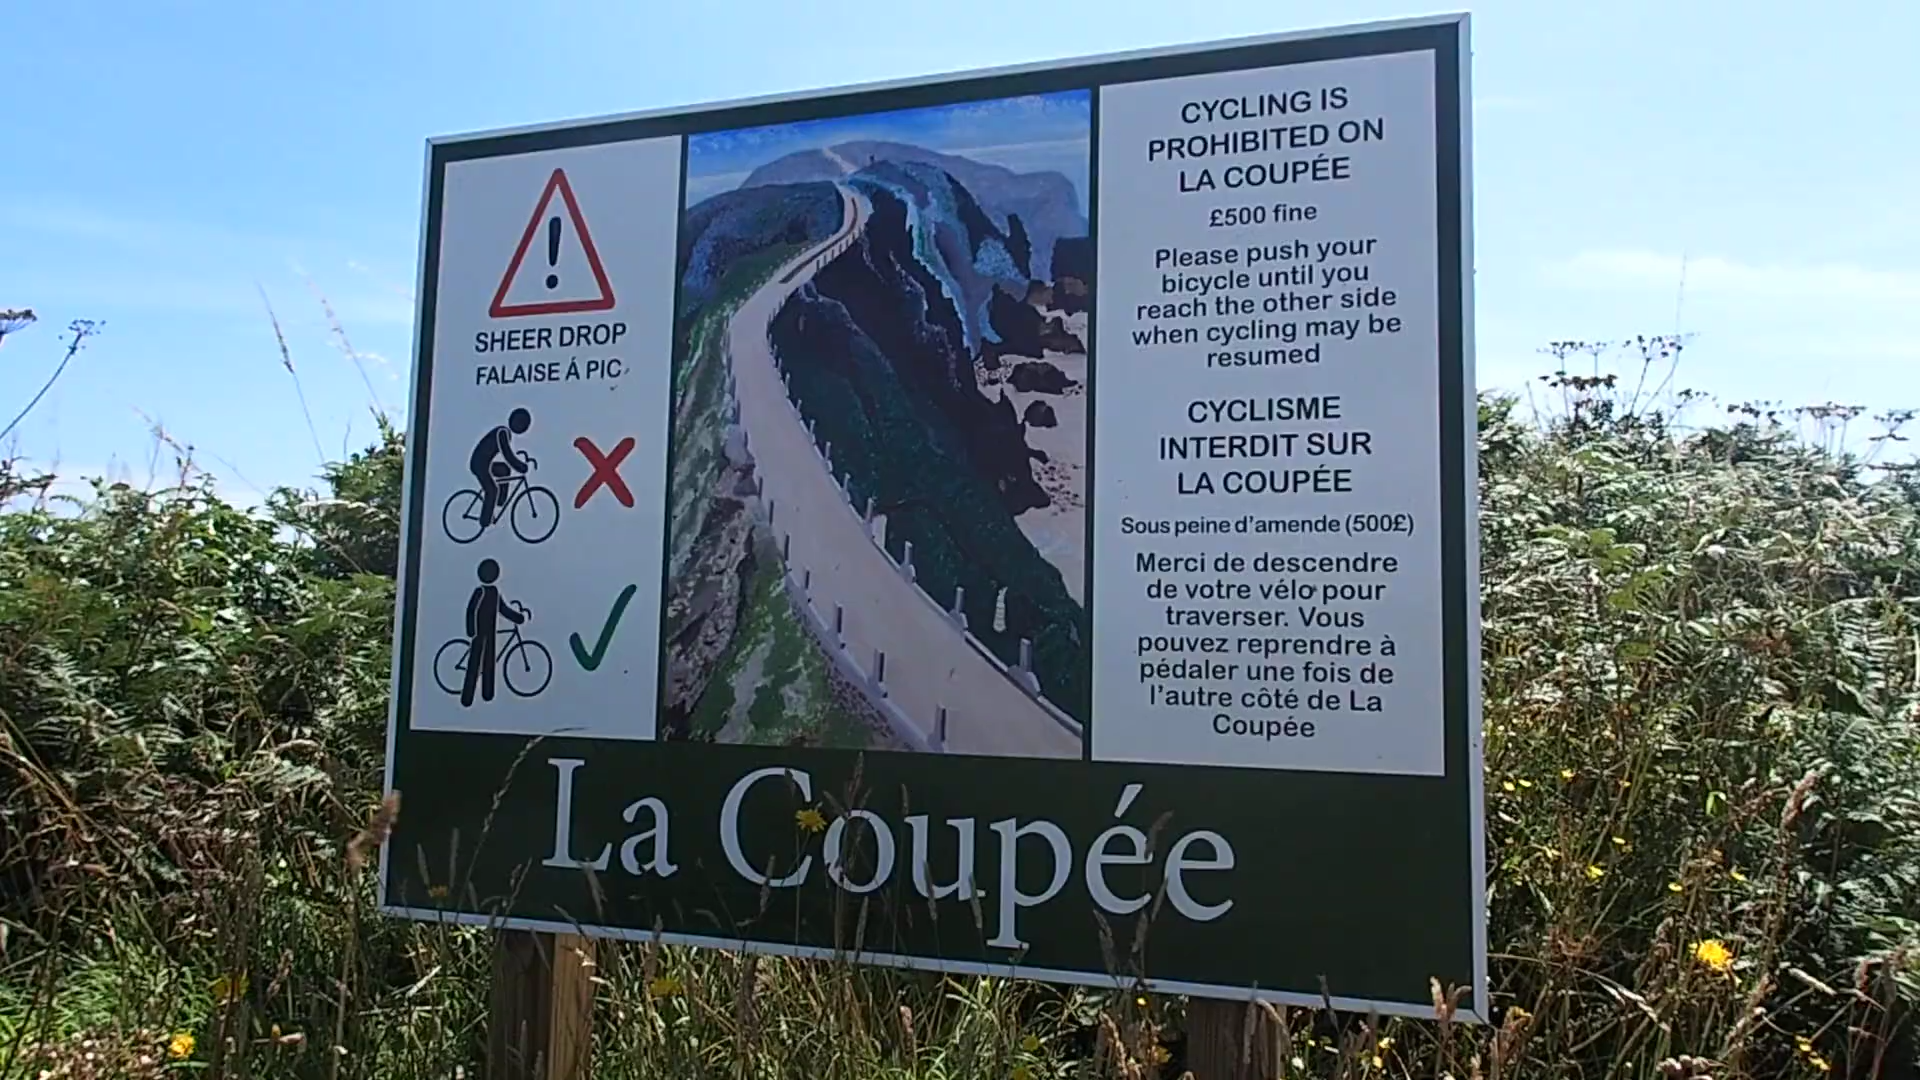 SHEER DROP
FALAISE Á PIC
CYCLING IS
PROHIBITED ON
LA COUPÉE
£500 fine
Please push your
bicycle until you
reach the other side
when cycling may be
resumed
CYCLISME
INTERDIT SUR
LA COUPÉE
Sous peine d'amende (500£)
Merci de descendre
de votre vélo pour
traverser. Vous
pouvez reprendre à
pédaler une fois de
l'autre côté de La
Coupée
La Coupée